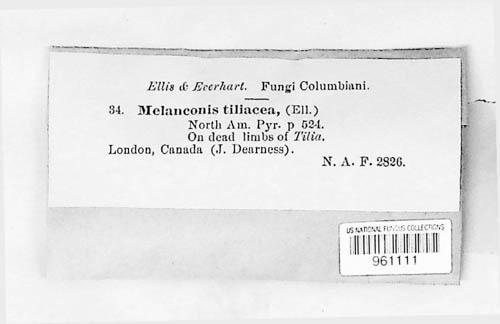 Ellis & Everhart. Fungi Columbiani.
34. Melanconis tiliacea, (Ell.)
North Am. Pyr. p 524.
On dead limbs of Tilia.
London, Canada (J. Dearness).
N. A. F. 2826.
US NATIONAL FUNGUS COLLECTIONS
961111